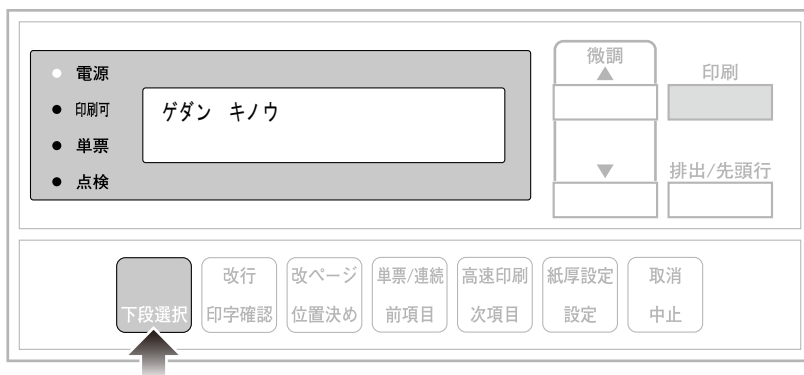 電源
印刷可
単票
点検
ゲダン キノウ
微調
▲
▼
印刷
排出/先頭行
下段選択
改行
印字確認
改ページ
位置決め
単票/連続
前項目
高速印刷
次項目
紙厚設定
設定
取消
中止